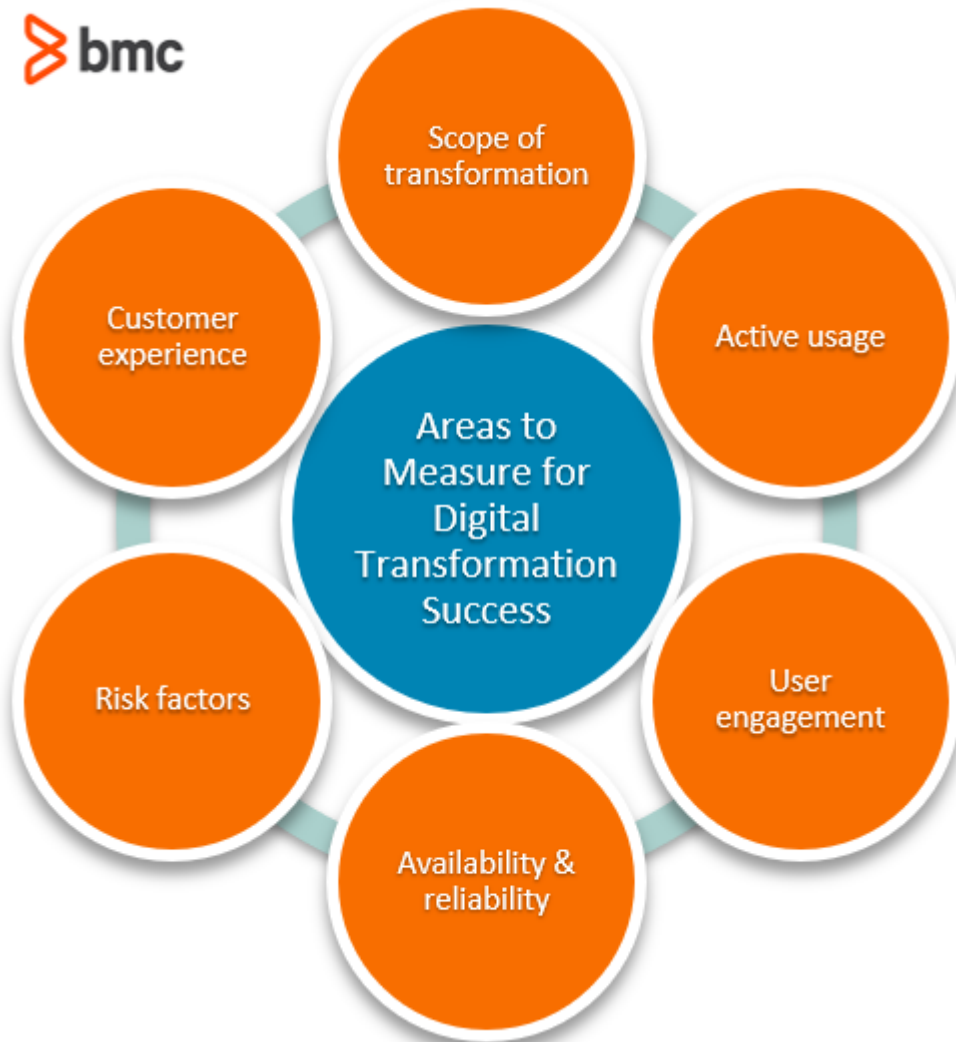 bmc
Scope of
transformation
Active usage
User
engagement
Availability &
reliability
Risk factors
Customer
experience
Areas to
Measure for
Digital
Transformation
Success